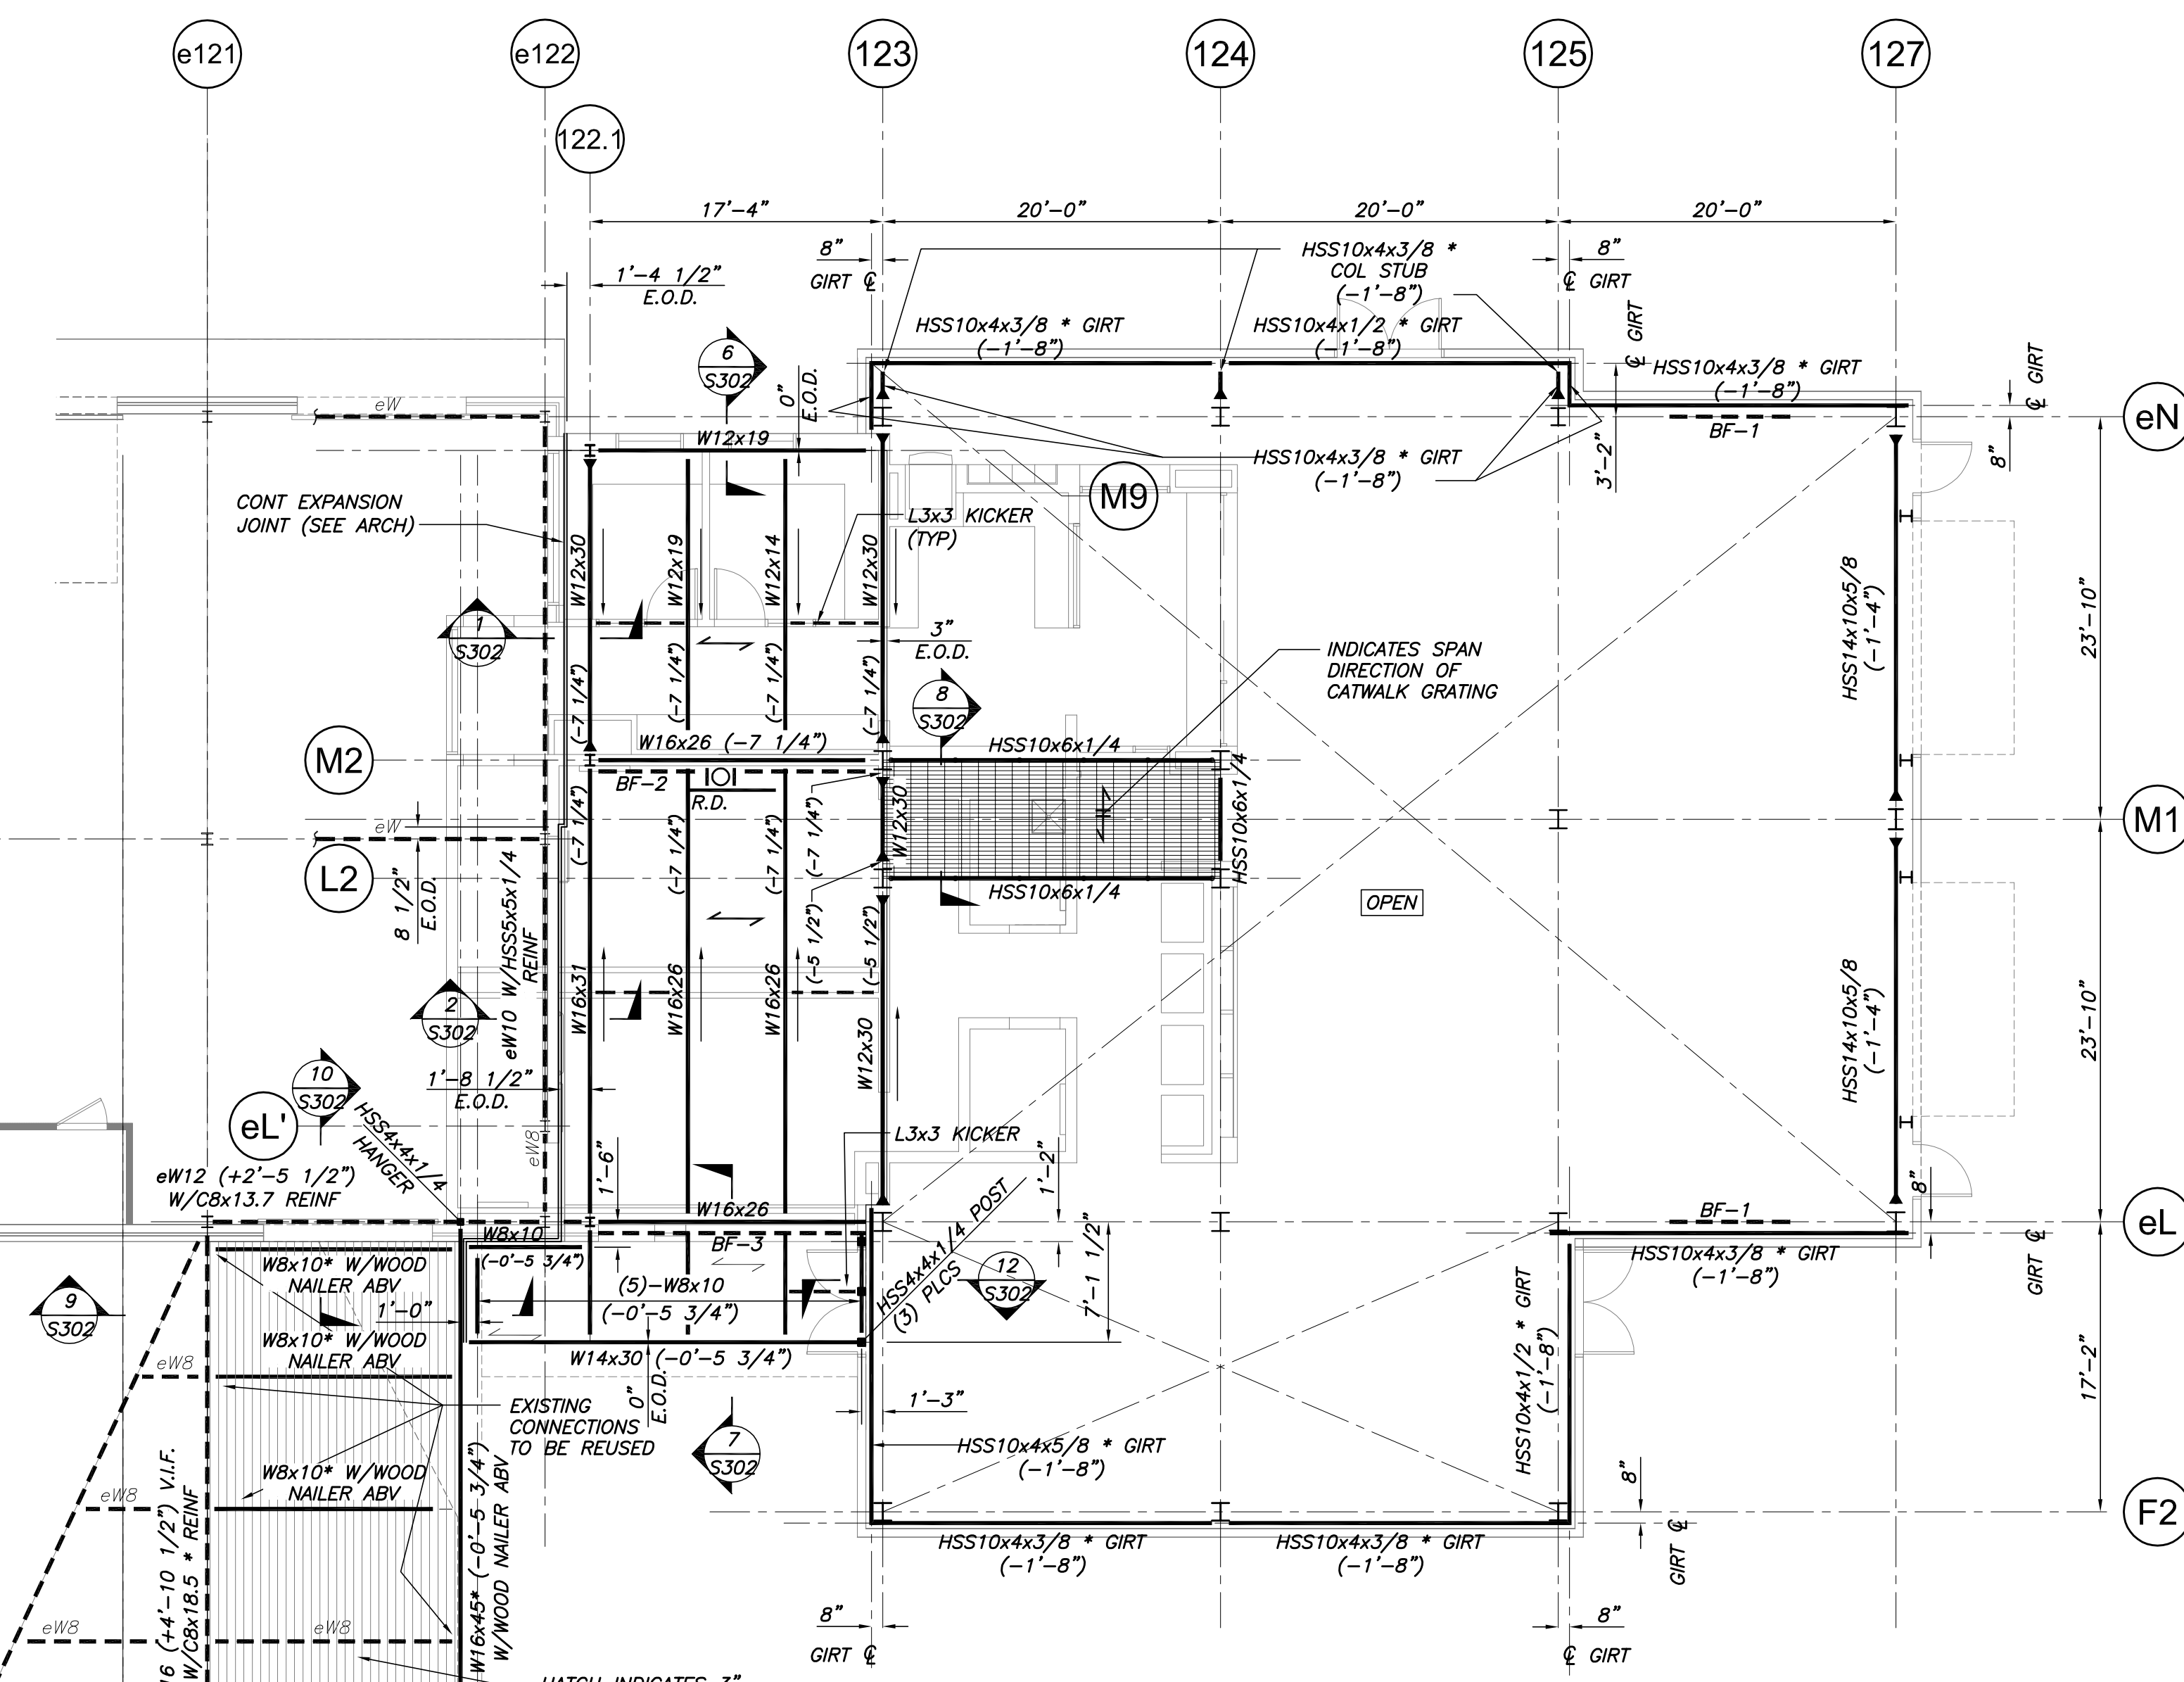 e121
e122
123
124
125
127
122.1
17'-4"
20'-0"
20'-0"
20'-0"
8"
GIRT ℄
1'-4 1/2"
E.O.D.
HSS10x4x3/8 *
COL STUB
(-1'-8")
8"
℄ GIRT
6
S302
0"
E.O.D.
HSS10x4x3/8 * GIRT
(-1'-8")
HSS10x4x1/2 * GIRT
(-1'-8")
℄ GIRT
HSS10x4x3/8 * GIRT
(-1'-8")
℄ GIRT
eW
eN
BF-1
W12x19
HSS10x4x3/8 * GIRT
(-1'-8")
3'-2"
8"
M9
CONT EXPANSION
JOINT (SEE ARCH)
L3x3 KICKER
(TYP)
W12x30
W12x19
W12x14
W12x30
HSS14x10x5/8
(-1'-4")
23'-10"
1
S302
3"
E.O.D.
(-7 1/4")
(-7 1/4")
(-7 1/4")
(-7 1/4")
INDICATES SPAN
DIRECTION OF
CATWALK GRATING
8
S302
M2
W16x26 (-7 1/4")
HSS10x6x1/4
BF-2
R.D.
W12x30
HSS10x6x1/4
M1
eW
(-7 1/4")
(-7 1/4")
(-7 1/4")
(-7 1/4")
L2
HSS10x6x1/4
OPEN
8 1/2"
E.O.D.
eW10 W/HSS5x5x1/4
REINF
(-5 1/2")
(-5 1/2")
2
S302
W16x31
W16x26
W16x26
W12x30
HSS14x10x5/8
(-1'-4")
23'-10"
10
S302
1'-8 1/2"
E.O.D.
eL'
HSS4x4x1/4
HANGER
eW8
L3x3 KICKER
1'-6"
1'-2"
eW12 (+2'-5 1/2")
W/C8x13.7 REINF
W16x26
BF-1
8"
eL
W8x10
(-0'-5 3/4")
BF-3
HSS4x4x1/4 POST
(3) PLCS
7'-1 1/2"
HSS10x4x3/8 * GIRT
(-1'-8")
GIRT ℄
W8x10* W/WOOD
NAILER ABV
(5)-W8x10
(-0'-5 3/4")
12
S302
9
S302
1'-0"
W8x10* W/WOOD
NAILER ABV
W14x30 (-0'-5 3/4")
HSS10x4x1/2 * GIRT
(-1'-8")
17'-2"
eW8
0"
E.O.D.
EXISTING
CONNECTIONS
TO BE REUSED
1'-3"
7
S302
HSS10x4x5/8 * GIRT
(-1'-8")
8"
W8x10* W/WOOD
NAILER ABV
eW8
F2
16 (+4'-10 1/2") V.I.F.
W/C8x18.5 * REINF
W16x45* (-0'-5 3/4")
W/WOOD NAILER ABV
HSS10x4x3/8 * GIRT
(-1'-8")
HSS10x4x3/8 * GIRT
(-1'-8")
GIRT ℄
eW8
eW8
8"
GIRT ℄
8"
℄ GIRT
HATCH INDICATES 3"